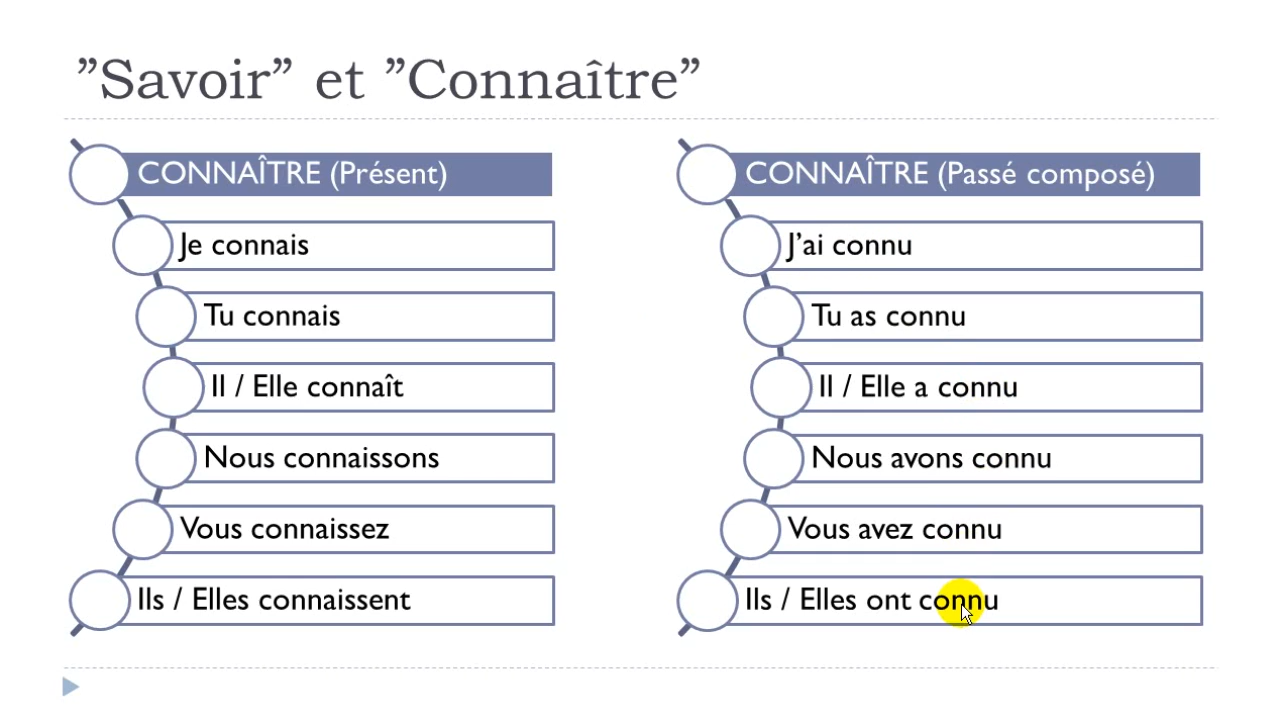 ”Savoir” et ”Connaître”
CONNAÎTRE (Présent)
Je connais
Tu connais
Il / Elle connaît
Nous connaissons
Vous connaissez
Ils / Elles connaissent
CONNAÎTRE (Passé composé)
J’ai connu
Tu as connu
Il / Elle a connu
Nous avons connu
Vous avez connu
Ils / Elles ont connu